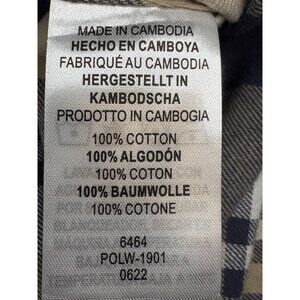 MADE IN CAMBODIA
HECHO EN CAMBOYA
FABRIQUÉ AU CAMBODIA
HERGESTELLT IN
KAMBODSCHA
PRODOTTO IN CAMBOGIA
100% COTTON
100% ALGODÓN
100% COTON
100% BAUMWOLLE
100% COTONE
6464
POLW-1901
0622